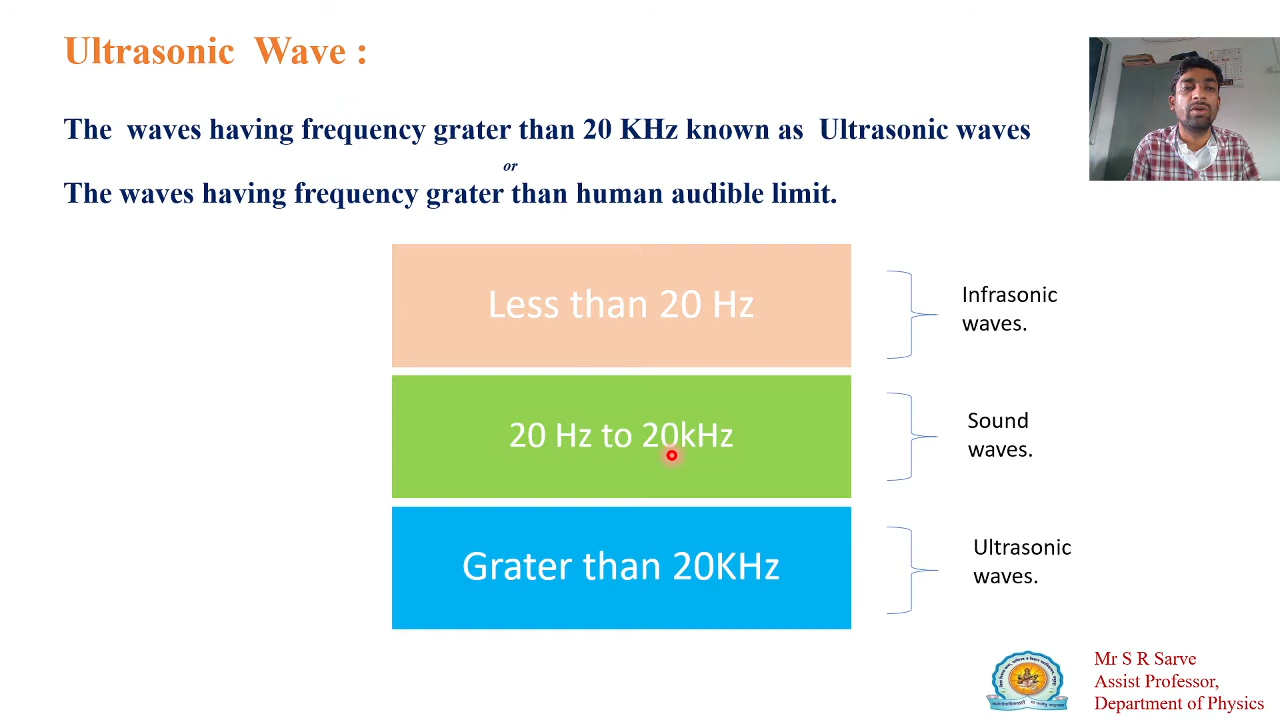 Ultrasonic Wave :
The waves having frequency grater than 20 KHz known as Ultrasonic waves
or
The waves having frequency grater than human audible limit.
Less than 20 Hz
Infrasonic
waves.
20 Hz to 20kHz
Sound
waves.
Grater than 20KHz
Ultrasonic
waves.
Mr S R Sarve
Assist Professor,
Department of Physics